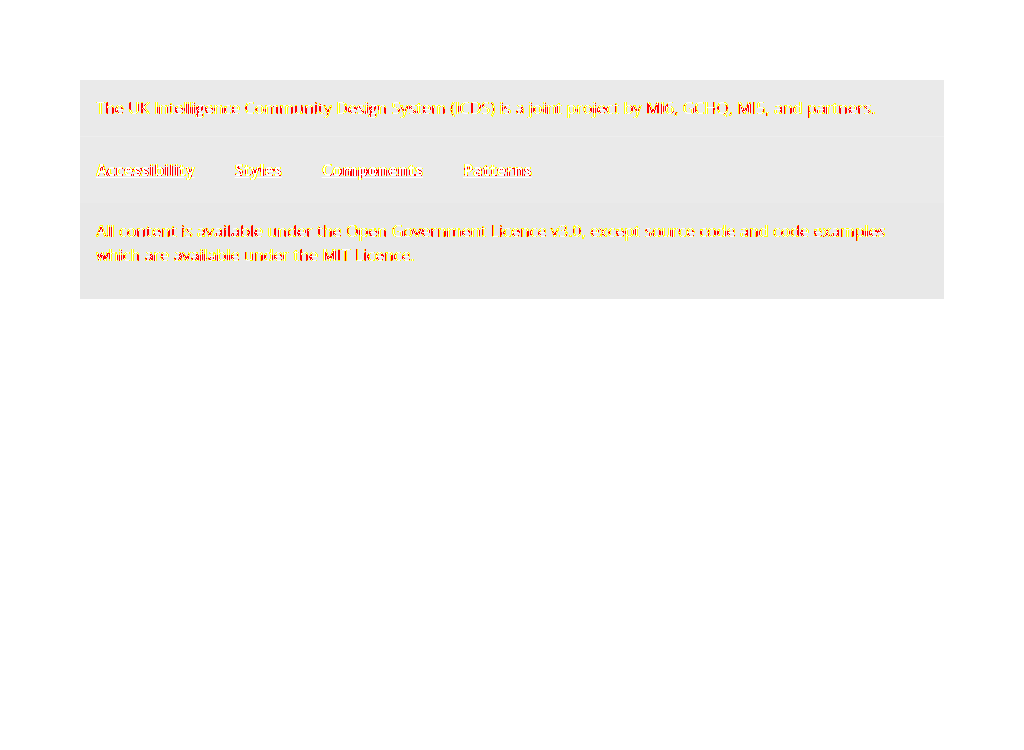 The UK Intelligence Community Design System (ICDS) is a joint project by MI6, GCHQ, MI5, and partners.
Accessibility Styles Components Patterns
All content is available under the Open Government Licence v3.0, except source code and code examples
which are available under the MIT Licence.